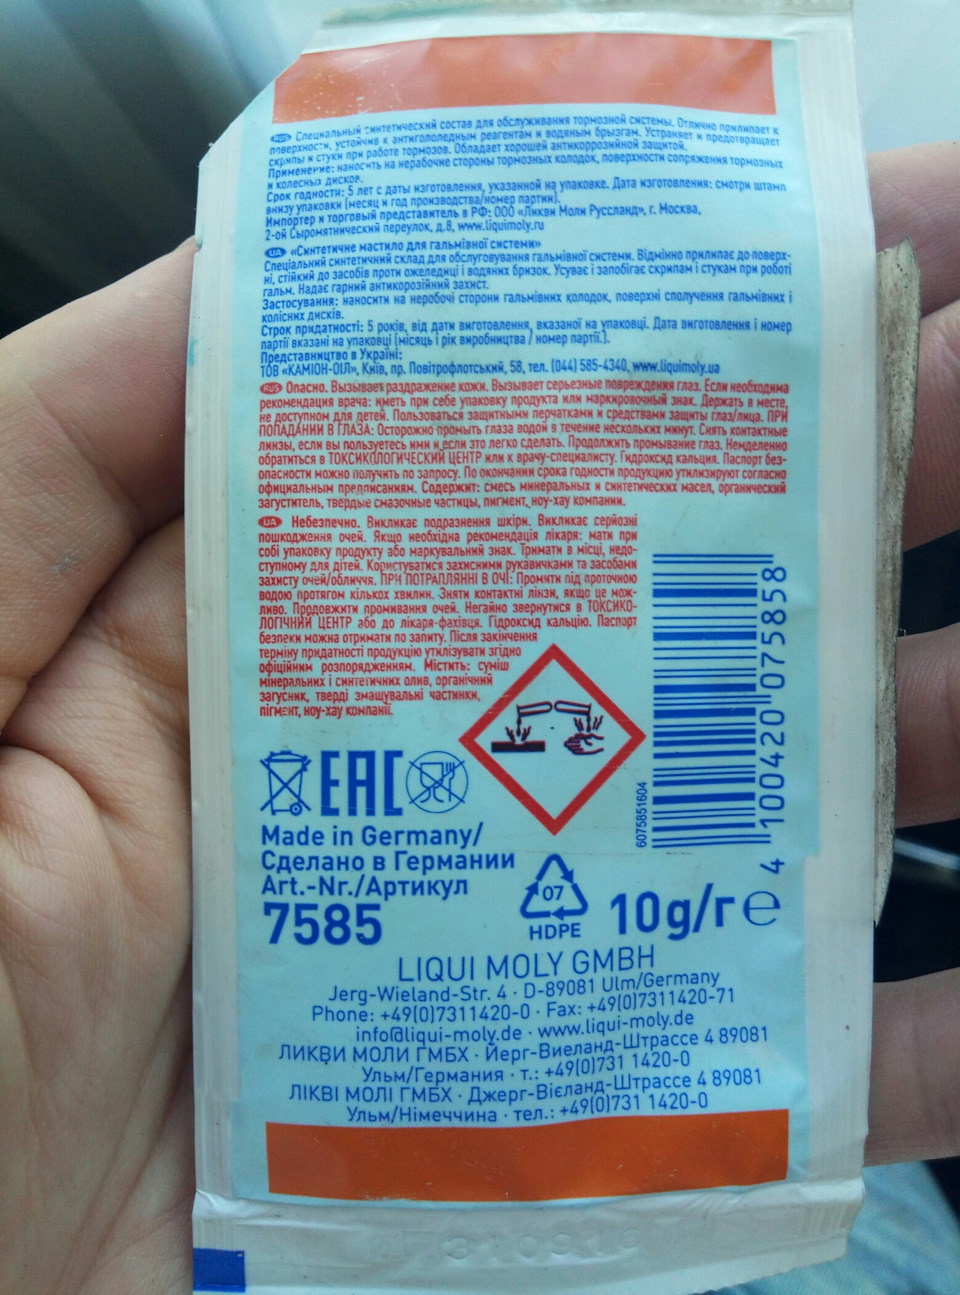 RUS Специальный синтетический состав для обслуживания тормозной системы. Отлично прилипает к
поверхности, устойчив к антигололедным реагентам и водяным брызгам. Устраняет и предотвращает
скрипы и стуки при работе тормозов. Обладает хорошей антикоррозийной защитой.
Применение: наносить на нерабочие стороны тормозных колодок, поверхности сопряжения тормозных
и колесных дисков.
Срок годности: 5 лет с даты изготовления, указанной на упаковке. Дата изготовления: смотри штамп
внизу упаковки (месяц и год производства/номер партии).
Импортер и торговый представитель в РФ: ООО «Ликви Моли Руссланд», г. Москва,
2-ой Сыромятнический переулок, д.8, www.liquimoly.ru
UA «Синтетичне мастило для гальмівної системи»
Спеціальний синтетичний склад для обслуговування гальмівної системи. Відмінно прилипає до поверх-
ні, стійкий до засобів проти ожеледиці і водяних бризок. Усуває і запобігає скрипам і стукам при роботі
гальм. Надає гарний антикорозійний захист.
Застосування: наносити на неробочі сторони гальмівних колодок, поверхні сполучення гальмівних і
колісних дисків.
Строк придатності: 5 років, від дати виготовлення, вказаної на упаковці. Дата виготовлення і номер
партії вказані на упаковці (місяць і рік виробництва / номер партії.).
Представництво в Україні:
ТОВ «КАМІОН-ОІЛ», Київ, пр. Повітрофлотський, 58, тел. (044) 585-4340, www.liquimoly.ua
RUS Опасно. Вызывает раздражение кожи. Вызывает серьезные повреждения глаз. Если необходима
рекомендация врача: иметь при себе упаковку продукта или маркировочный знак. Держать в месте,
не доступном для детей. Пользоваться защитными перчатками и средствами защиты глаз/лица. ПРИ
ПОПАДАНИИ В ГЛАЗА: Осторожно промыть глаза водой в течение нескольких минут. Снять контактные
линзы, если вы пользуетесь ими и если это легко сделать. Продолжить промывание глаз. Немедленно
обратиться в ТОКСИКОЛОГИЧЕСКИЙ ЦЕНТР или к врачу-специалисту. Гидроксид кальция. Паспорт без-
опасности можно получить по запросу. По окончании срока годности продукцию утилизируют согласно
официальным предписаниям. Содержит: смесь минеральных и синтетических масел, органический
загуститель, твердые смазочные частицы, пигмент, ноу-хау компании.
UA Небезпечно. Викликає подразнення шкіри. Викликає серйозні
пошкодження очей. Якщо необхідна рекомендація лікаря: мати при
собі упаковку продукту або маркувальний знак. Тримати в місці, недо-
ступному для дітей. Користуватися захисними рукавичками та засобами
захисту очей/обличчя. ПРИ ПОТРАПЛЯННІ В ОЧІ: Промити під проточною
водою протягом кількох хвилин. Зняти контактні лінзи, якщо це мож-
ливо. Продовжити промивання очей. Негайно звернутися в ТОКСИКО-
ЛОГІЧНИЙ ЦЕНТР або до лікаря-фахівця. Гідроксид кальцію. Паспорт
безпеки можна отримати по запиту. Після закінчення
терміну придатності продукцію утилізувати згідно
офіційним розпорядженням. Містить: суміш
мінеральних і синтетичних олив, органічний
загусник, тверді змащувальні частинки,
пігмент, ноу-хау компанії.
6075851604
4 100420 075858
EAC
Made in Germany/
Сделано в Германии
Art.-Nr./Артикул
7585
07
HDPE
10g/г e
LIQUI MOLY GMBH
Jerg-Wieland-Str. 4 · D-89081 Ulm/Germany
Phone: +49(0)7311420-0 · Fax: +49(0)7311420-71
info@liqui-moly.de · www.liqui-moly.de
ЛИКВИ МОЛИ ГМБХ · Йерг-Виеланд-Штрассе 4 89081
Ульм/Германия · т.: +49(0)731 1420-0
ЛІКВІ МОЛІ ГМБХ · Джерг-Вієланд-Штрассе 4 89081
Ульм/Німеччина · тел.: +49(0)731 1420-0